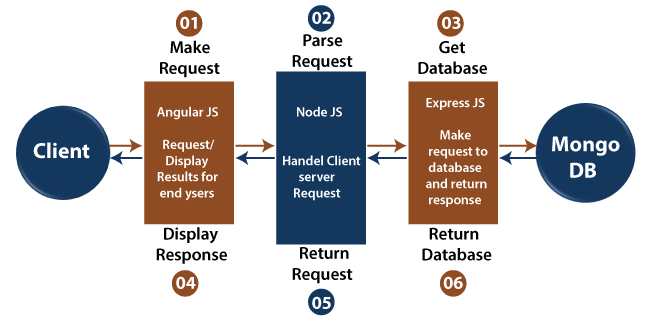 01
Make
Request
02
Parse
Request
03
Get
Database
Client
Angular JS
Request/
Display
Results for
end ysers
Node JS
Handel Client
server
Request
Express JS
Make
request to
database
and return
response
Mongo
DB
Display
Response
04
Return
Request
05
Return
Database
06